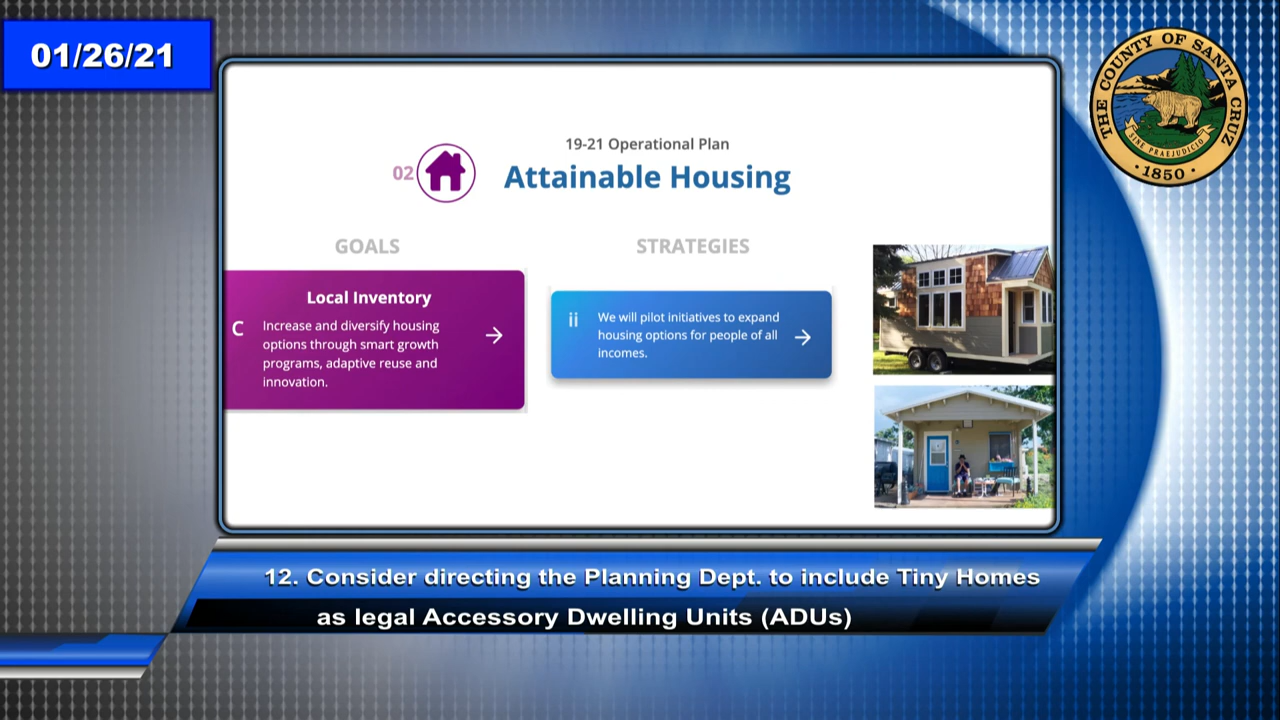 01/26/21
THE COUNTY OF SANTA CRUZ
SINE PRAEJUDICIO
• 1850 •
19-21 Operational Plan
02
Attainable Housing
GOALS
STRATEGIES
Local Inventory
C
Increase and diversify housing
options through smart growth
programs, adaptive reuse and
innovation.
ii
We will pilot initiatives to expand
housing options for people of all
incomes.
12. Consider directing the Planning Dept. to include Tiny Homes
as legal Accessory Dwelling Units (ADUs)